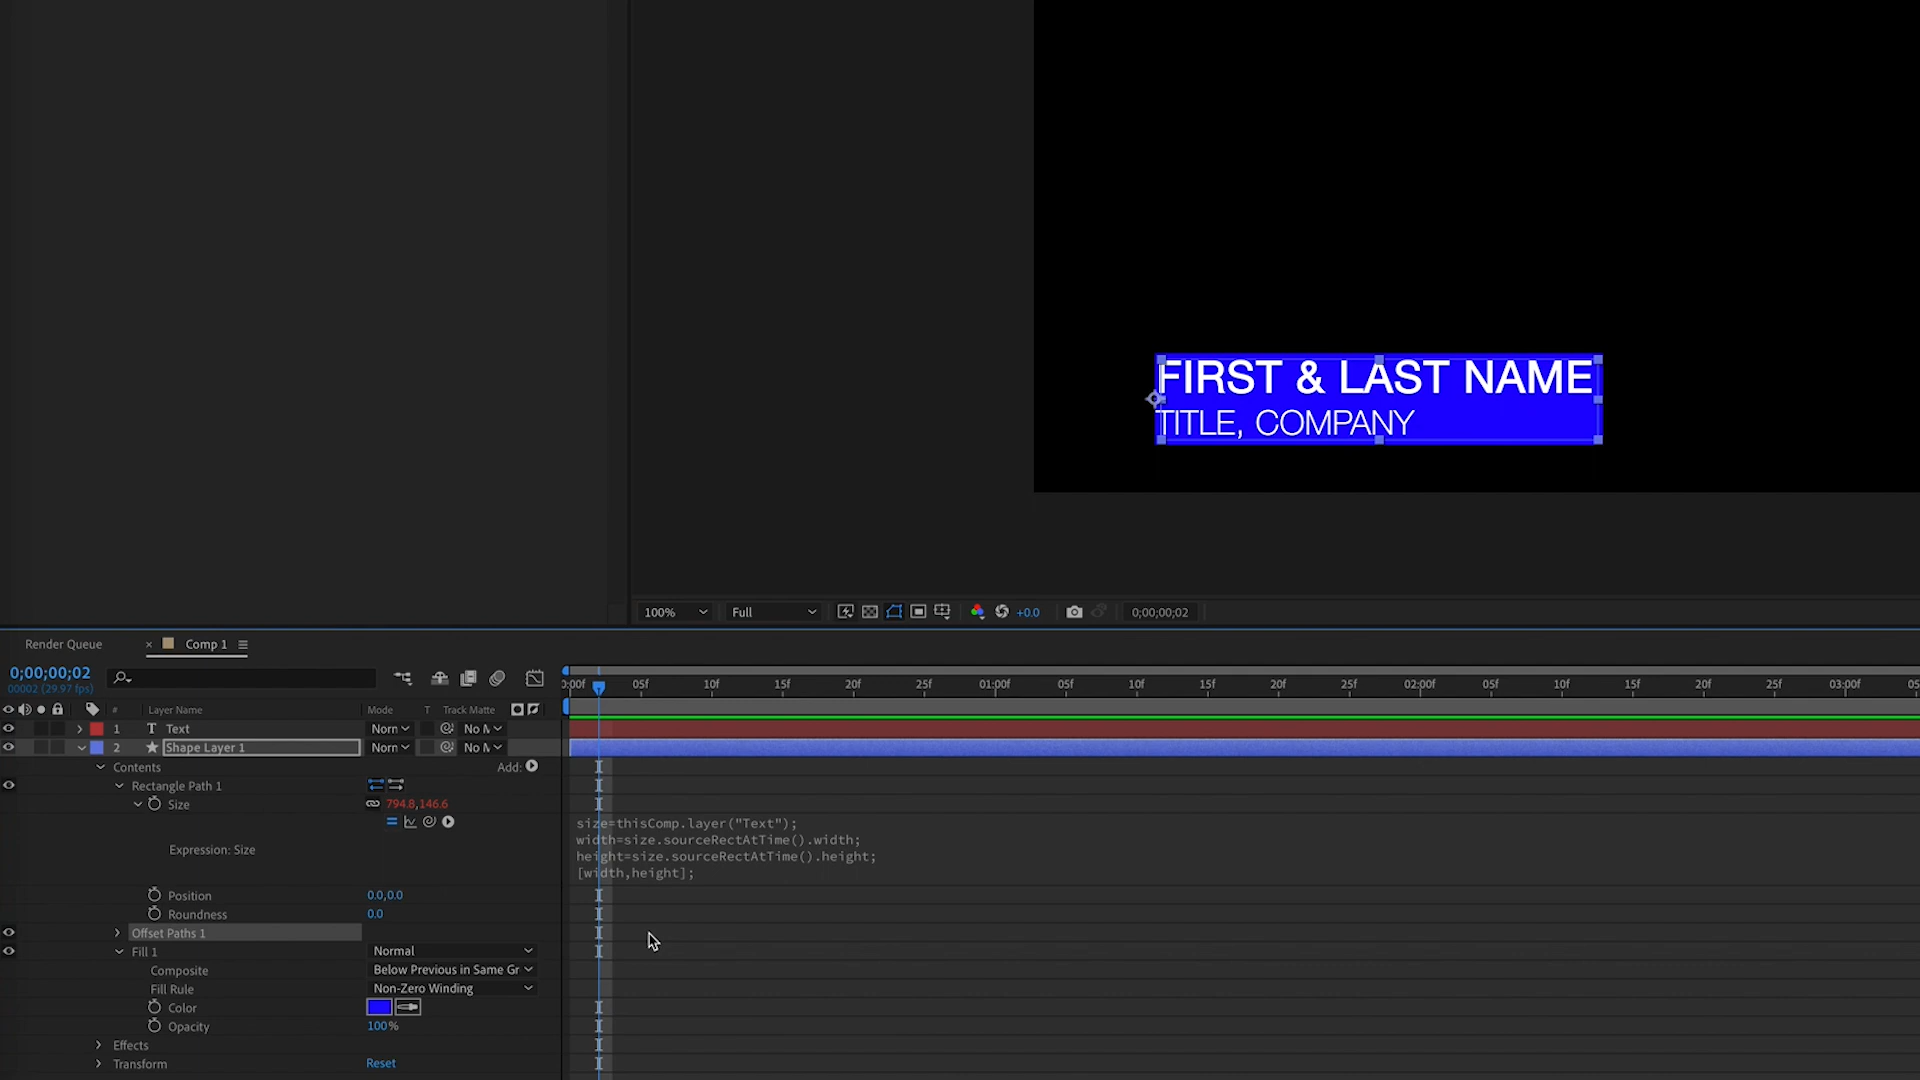 FIRST & LAST NAME
TITLE, COMPANY
100%
Full
+0.0
0;00;00;02
Render Queue
× Comp 1
0;00;00;02
00002 (29.97 fps)
:00f 05f 10f 15f 20f 25f 01:00f 05f 10f 15f 20f 25f 02:00f 05f 10f 15f 20f 25f 03:00f 05
# Layer Name Mode T Track Matte
1 T Text Norn No M
2 Shape Layer 1 Norn No M
Contents Add:
Rectangle Path 1
Size 794.8,146.6
size=thisComp.layer("Text");
width=size.sourceRectAtTime().width;
Expression: Size
height=size.sourceRectAtTime().height;
[width,height];
Position 0.0,0.0
Roundness 0.0
Offset Paths 1
Fill 1 Normal
Composite Below Previous in Same Gr
Fill Rule Non-Zero Winding
Color
Opacity 100%
Effects
Transform Reset